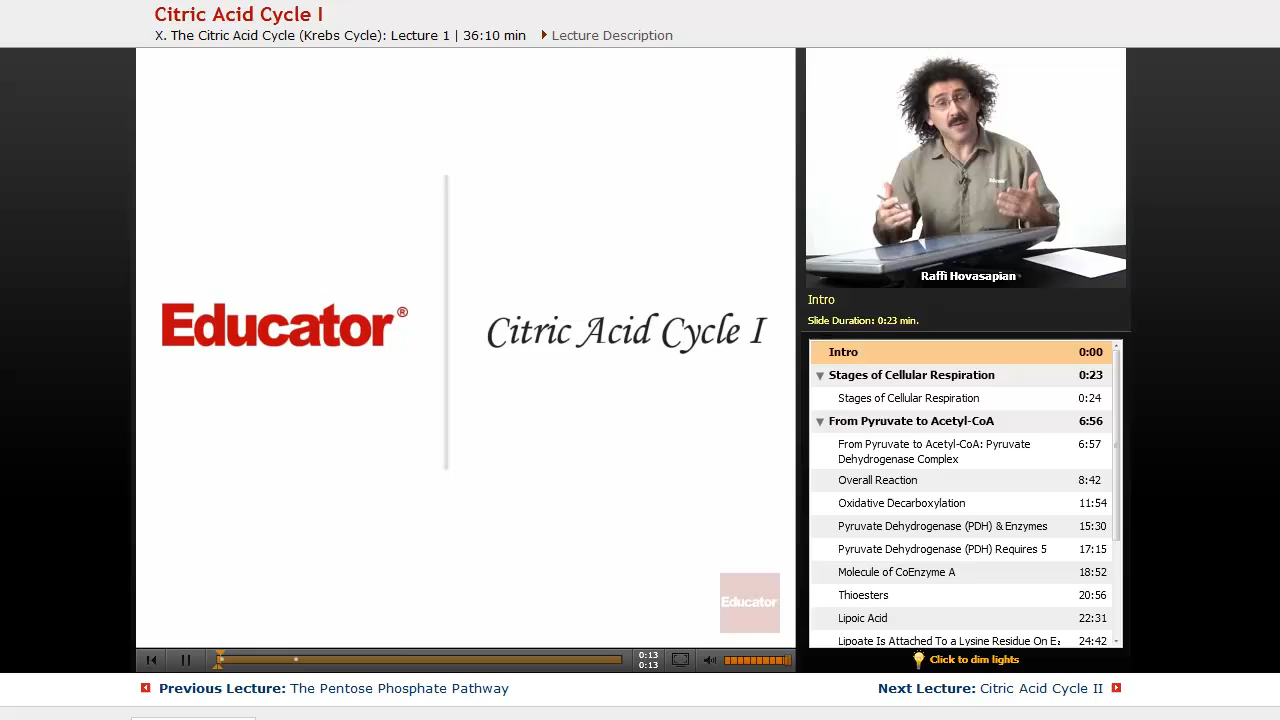 Citric Acid Cycle I
X. The Citric Acid Cycle (Krebs Cycle): Lecture 1 | 36:10 min
Lecture Description
Educator®
Citric Acid Cycle I
Educator
Educator
Raffi Hovasapian
Intro
Slide Duration: 0:23 min.
Intro 0:00
Stages of Cellular Respiration 0:23
Stages of Cellular Respiration 0:24
From Pyruvate to Acetyl-CoA 6:56
From Pyruvate to Acetyl-CoA: Pyruvate 6:57
Dehydrogenase Complex
Overall Reaction 8:42
Oxidative Decarboxylation 11:54
Pyruvate Dehydrogenase (PDH) & Enzymes 15:30
Pyruvate Dehydrogenase (PDH) Requires 5 17:15
Molecule of CoEnzyme A 18:52
Thioesters 20:56
Lipoic Acid 22:31
Lipoate Is Attached To a Lysine Residue On 24:42
0:13
0:13
Click to dim lights
Previous Lecture: The Pentose Phosphate Pathway
Next Lecture: Citric Acid Cycle II